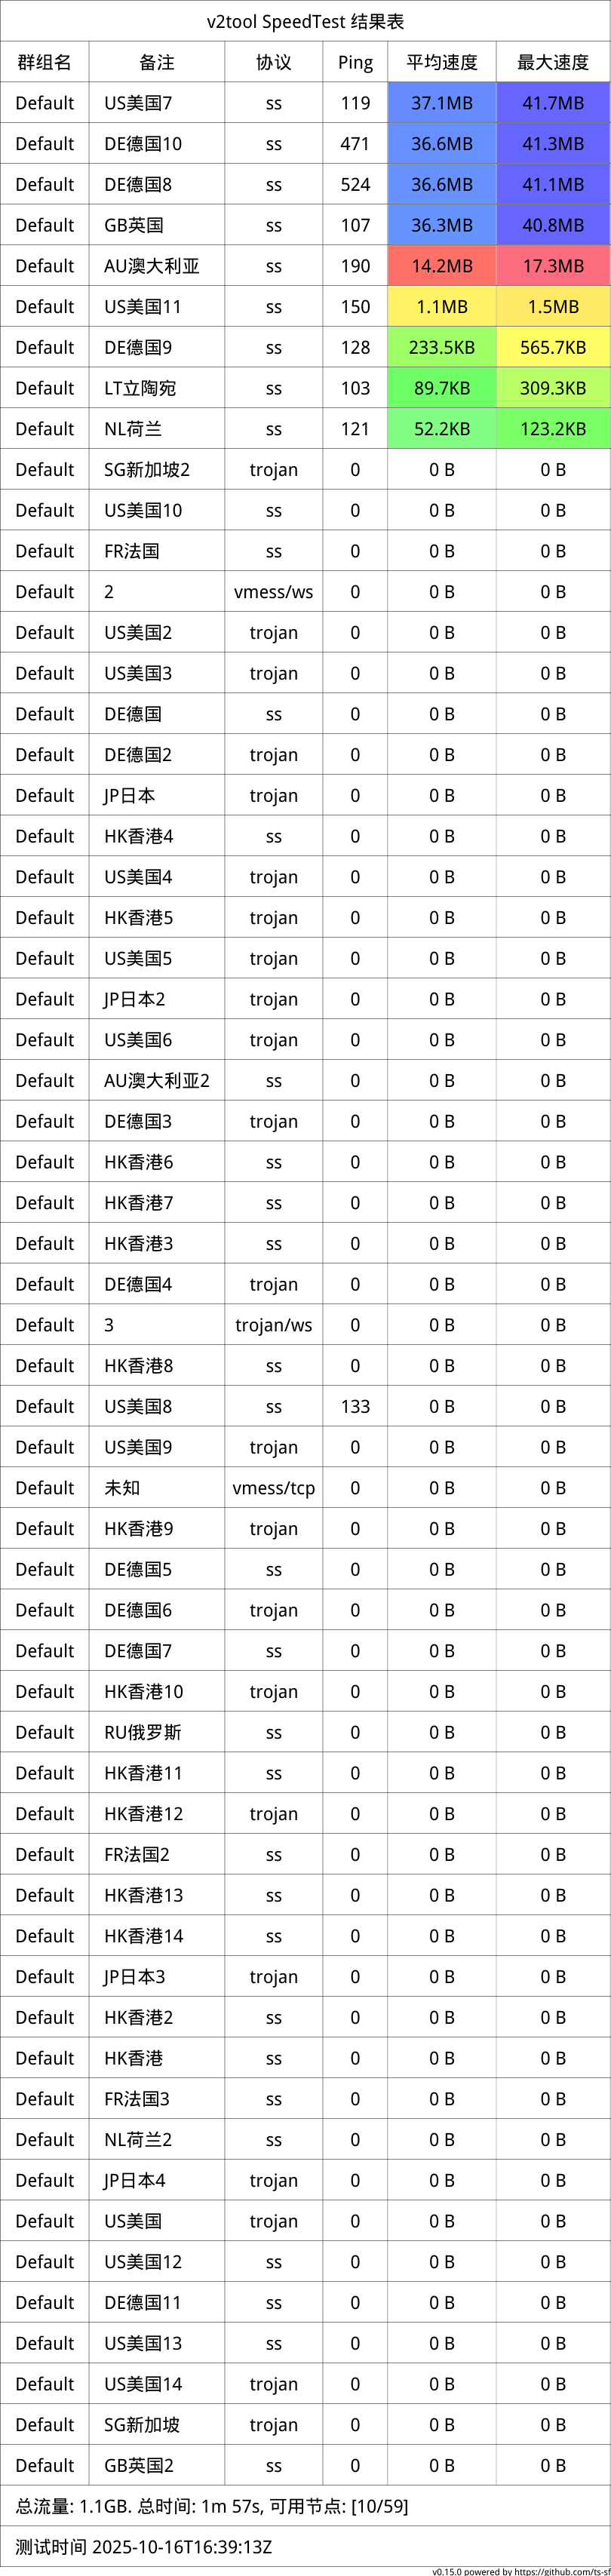 v2tool SpeedTest 结果表
群组名 备注 协议 Ping 平均速度 最大速度
Default US美国7 ss 119 37.1MB 41.7MB
Default DE德国10 ss 471 36.6MB 41.3MB
Default DE德国8 ss 524 36.6MB 41.1MB
Default GB英国 ss 107 36.3MB 40.8MB
Default AU澳大利亚 ss 190 14.2MB 17.3MB
Default US美国11 ss 150 1.1MB 1.5MB
Default DE德国9 ss 128 233.5KB 565.7KB
Default LT立陶宛 ss 103 89.7KB 309.3KB
Default NL荷兰 ss 121 52.2KB 123.2KB
Default SG新加坡2 trojan 0 0 B 0 B
Default US美国10 ss 0 0 B 0 B
Default FR法国 ss 0 0 B 0 B
Default 2 vmess/ws 0 0 B 0 B
Default US美国2 trojan 0 0 B 0 B
Default US美国3 trojan 0 0 B 0 B
Default DE德国 ss 0 0 B 0 B
Default DE德国2 trojan 0 0 B 0 B
Default JP日本 trojan 0 0 B 0 B
Default HK香港4 ss 0 0 B 0 B
Default US美国4 trojan 0 0 B 0 B
Default HK香港5 trojan 0 0 B 0 B
Default US美国5 trojan 0 0 B 0 B
Default JP日本2 trojan 0 0 B 0 B
Default US美国6 trojan 0 0 B 0 B
Default AU澳大利亚2 ss 0 0 B 0 B
Default DE德国3 trojan 0 0 B 0 B
Default HK香港6 ss 0 0 B 0 B
Default HK香港7 ss 0 0 B 0 B
Default HK香港3 ss 0 0 B 0 B
Default DE德国4 trojan 0 0 B 0 B
Default 3 trojan/ws 0 0 B 0 B
Default HK香港8 ss 0 0 B 0 B
Default US美国8 ss 133 0 B 0 B
Default US美国9 trojan 0 0 B 0 B
Default 未知 vmess/tcp 0 0 B 0 B
Default HK香港9 trojan 0 0 B 0 B
Default DE德国5 ss 0 0 B 0 B
Default DE德国6 trojan 0 0 B 0 B
Default DE德国7 ss 0 0 B 0 B
Default HK香港10 trojan 0 0 B 0 B
Default RU俄罗斯 ss 0 0 B 0 B
Default HK香港11 ss 0 0 B 0 B
Default HK香港12 trojan 0 0 B 0 B
Default FR法国2 ss 0 0 B 0 B
Default HK香港13 ss 0 0 B 0 B
Default HK香港14 ss 0 0 B 0 B
Default JP日本3 trojan 0 0 B 0 B
Default HK香港2 ss 0 0 B 0 B
Default HK香港 ss 0 0 B 0 B
Default FR法国3 ss 0 0 B 0 B
Default NL荷兰2 ss 0 0 B 0 B
Default JP日本4 trojan 0 0 B 0 B
Default US美国 trojan 0 0 B 0 B
Default US美国12 ss 0 0 B 0 B
Default DE德国11 ss 0 0 B 0 B
Default US美国13 ss 0 0 B 0 B
Default US美国14 trojan 0 0 B 0 B
Default SG新加坡 trojan 0 0 B 0 B
Default GB英国2 ss 0 0 B 0 B
总流量: 1.1GB. 总时间: 1m 57s, 可用节点: [10/59]
测试时间 2025-10-16T16:39:13Z
v0.15.0 powered by https://github.com/ts-sf